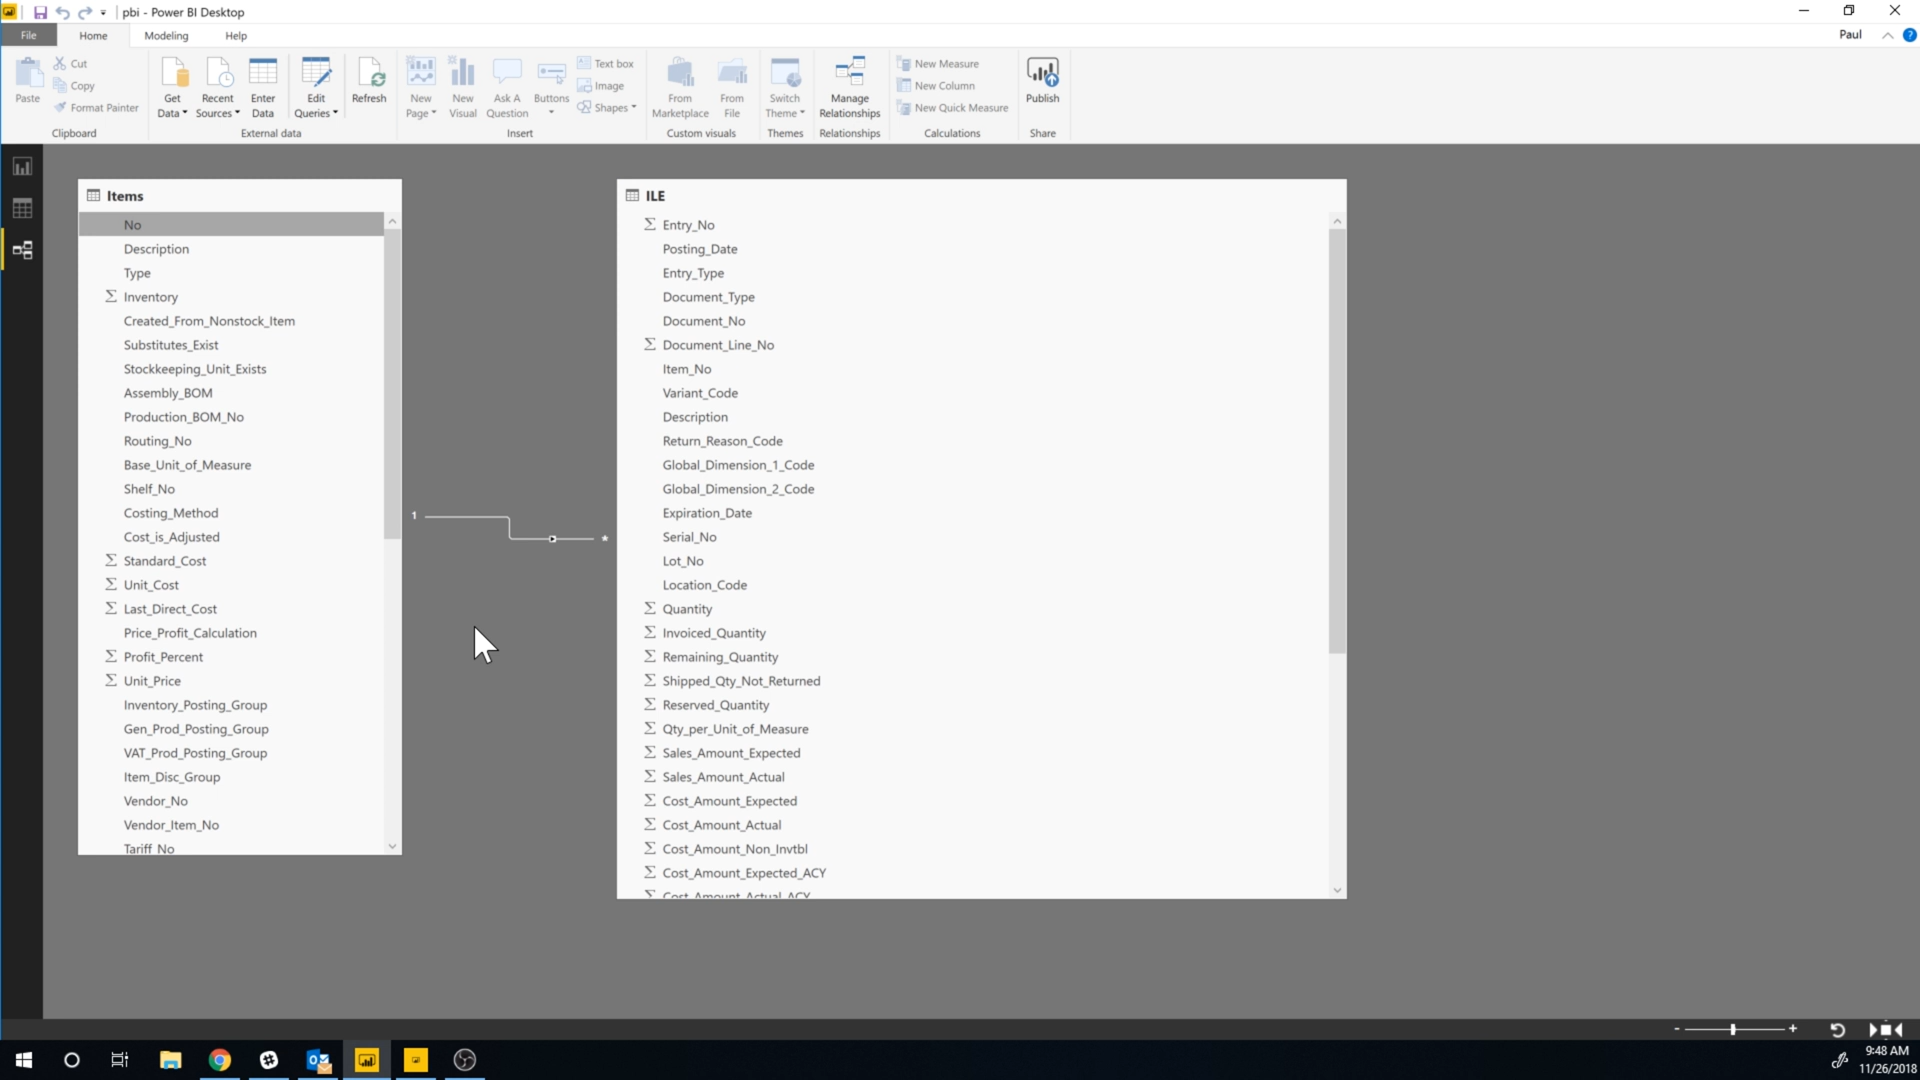 pbi - Power BI Desktop
File
Home
Modeling
Help
Paul
?
Paste
Cut
Copy
Format Painter
Clipboard
Get Data
Recent Sources
Enter Data
Edit Queries
Refresh
External data
New Page
New Visual
Ask A Question
Buttons
Text box
Image
Shapes
Insert
From Marketplace
From File
Custom visuals
Switch Theme
Themes
Manage Relationships
Relationships
New Measure
New Column
New Quick Measure
Calculations
Publish
Share
Items
No
Description
Type
Σ Inventory
Created_From_Nonstock_Item
Substitutes_Exist
Stockkeeping_Unit_Exists
Assembly_BOM
Production_BOM_No
Routing_No
Base_Unit_of_Measure
Shelf_No
Costing_Method
Cost_is_Adjusted
Σ Standard_Cost
Σ Unit_Cost
Σ Last_Direct_Cost
Price_Profit_Calculation
Σ Profit_Percent
Σ Unit_Price
Inventory_Posting_Group
Gen_Prod_Posting_Group
VAT_Prod_Posting_Group
Item_Disc_Group
Vendor_No
Vendor_Item_No
Tariff_No
1
*
ILE
Σ Entry_No
Posting_Date
Entry_Type
Document_Type
Document_No
Σ Document_Line_No
Item_No
Variant_Code
Description
Return_Reason_Code
Global_Dimension_1_Code
Global_Dimension_2_Code
Expiration_Date
Serial_No
Lot_No
Location_Code
Σ Quantity
Σ Invoiced_Quantity
Σ Remaining_Quantity
Σ Shipped_Qty_Not_Returned
Σ Reserved_Quantity
Σ Qty_per_Unit_of_Measure
Σ Sales_Amount_Expected
Σ Sales_Amount_Actual
Σ Cost_Amount_Expected
Σ Cost_Amount_Actual
Σ Cost_Amount_Non_Invtbl
Σ Cost_Amount_Expected_ACY
Σ Cost_Amount_Actual_ACY
- +
9:48 AM
11/26/2018